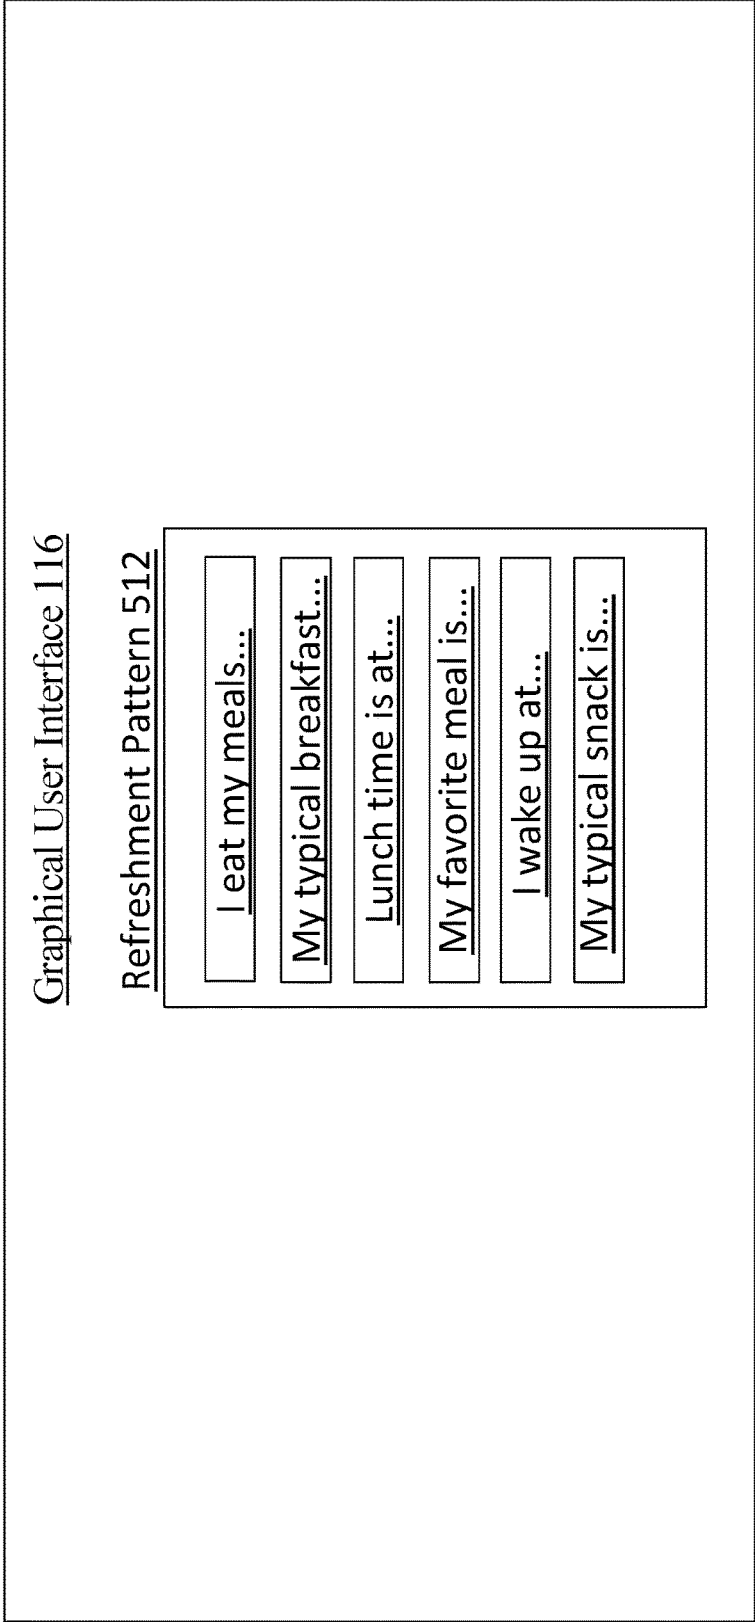 Graphical User Interface 116
Refreshment Pattern 512
I eat my meals...
My typical breakfast...
Lunch time is at...
My favorite meal is...
I wake up at...
My typical snack is...